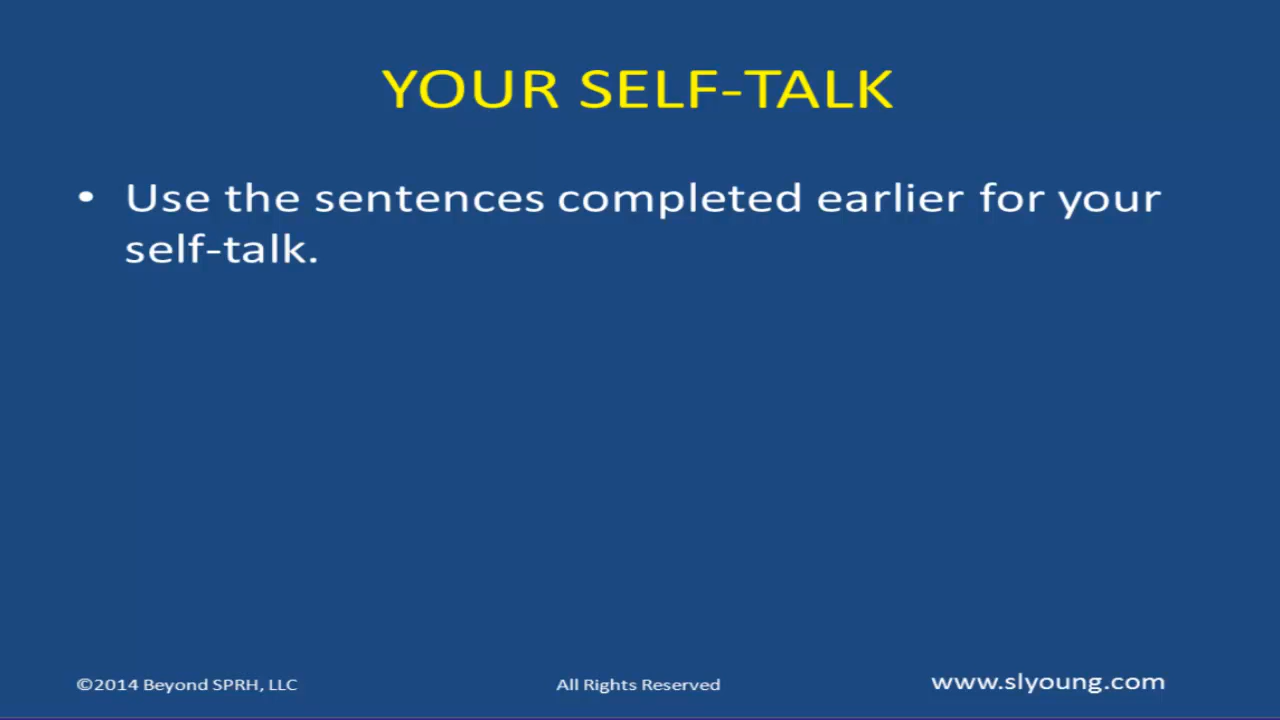 YOUR SELF-TALK
• Use the sentences completed earlier for your
self-talk.
©2014 Beyond SPRH, LLC
All Rights Reserved
www.slyoung.com